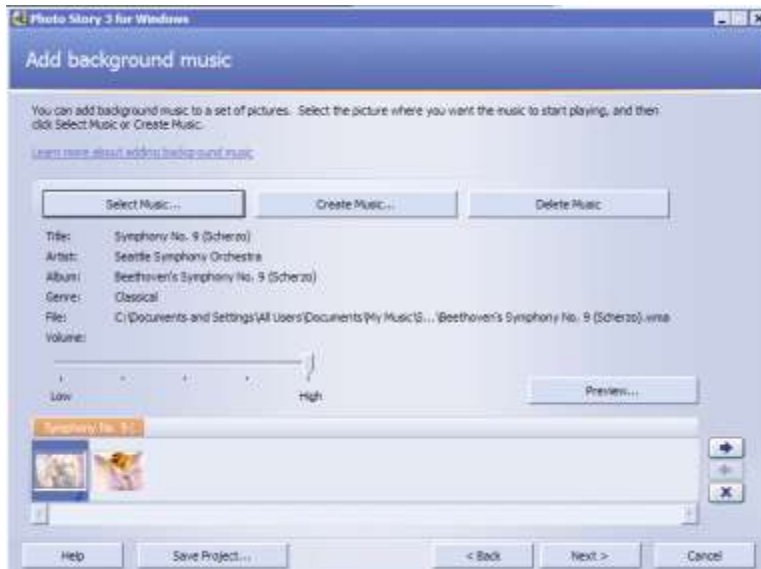 Photo Story 3 for Windows
Add background music
You can add background music to a set of pictures. Select the picture where you want the music to start playing, and then
click Select Music or Create Music.
Learn more about adding background music
Select Music...
Create Music...
Delete Music
Title: Symphony No. 9 (Scherzo)
Artist: Seattle Symphony Orchestra
Album: Beethoven's Symphony No. 9 (Scherzo)
Genre: Classical
File: C:\Documents and Settings\All Users\Documents\My Music\S...\Beethoven's Symphony No. 9 (Scherzo).wma
Volume:
Low
High
Preview...
Symphony No. 9 (
Help
Save Project...
< Back
Next >
Cancel